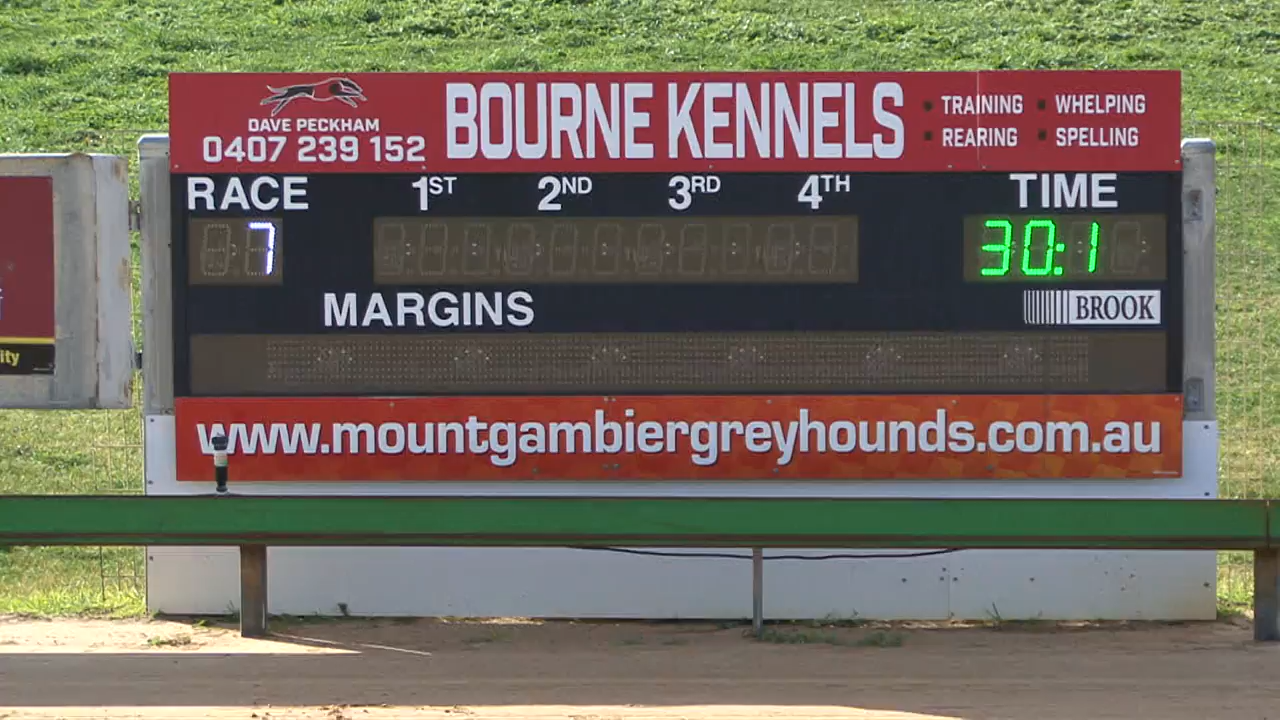 DAVE PECKHAM
0407 239 152
BOURNE KENNELS
TRAINING
WHELPING
REARING
SPELLING
RACE
1ST
2ND
3RD
4TH
TIME
7
30:1
MARGINS
BROOK
ity
www.mountgambiergreyhounds.com.au